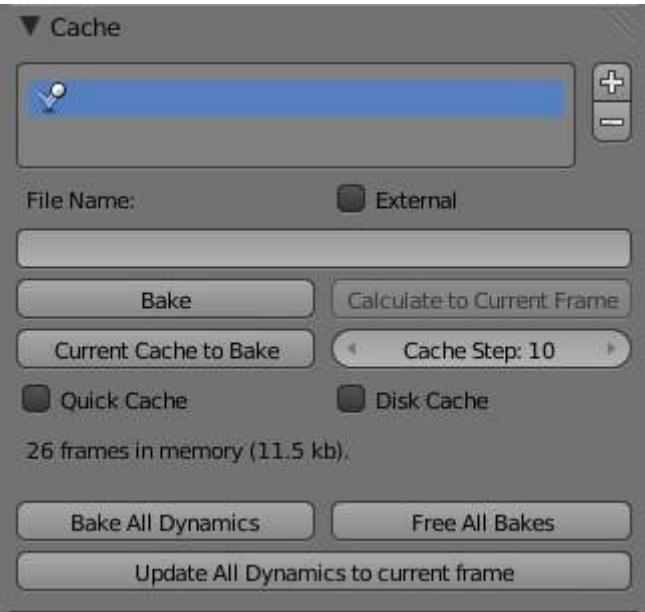 Cache
File Name:
External
Bake
Calculate to Current Frame
Current Cache to Bake
Cache Step: 10
Quick Cache
Disk Cache
26 frames in memory (11.5 kb).
Bake All Dynamics
Free All Bakes
Update All Dynamics to current frame